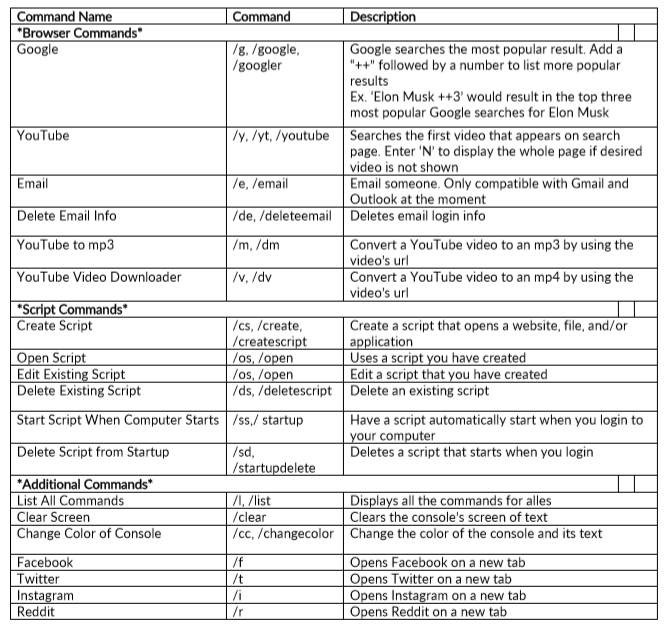 Command Name Command Description
*Browser Commands*
Google /g, /google, Google searches the most popular result. Add a
/googler "++" followed by a number to list more popular
results
Ex. 'Elon Musk ++3' would result in the top three
most popular Google searches for Elon Musk
YouTube /y, /yt, /youtube Searches the first video that appears on search
page. Enter 'N' to display the whole page if desired
video is not shown
Email /e, /email Email someone. Only compatible with Gmail and
Outlook at the moment
Delete Email Info /de, /deleteemail Deletes email login info
YouTube to mp3 /m, /dm Convert a YouTube video to an mp3 by using the
video's url
YouTube Video Downloader /v, /dv Convert a YouTube video to an mp4 by using the
video's url
*Script Commands*
Create Script /cs, /create, Create a script that opens a website, file, and/or
/createscript application
Open Script /os, /open Uses a script you have created
Edit Existing Script /os, /open Edit a script that you have created
Delete Existing Script /ds, /deletescript Delete an existing script
Start Script When Computer Starts /ss,/ startup Have a script automatically start when you login to
your computer
Delete Script from Startup /sd, Deletes a script that starts when you login
/startupdelete
*Additional Commands*
List All Commands /l, /list Displays all the commands for alles
Clear Screen /clear Clears the console's screen of text
Change Color of Console /cc, /changecolor Change the color of the console and its text
Facebook /f Opens Facebook on a new tab
Twitter /t Opens Twitter on a new tab
Instagram /i Opens Instagram on a new tab
Reddit /r Opens Reddit on a new tab